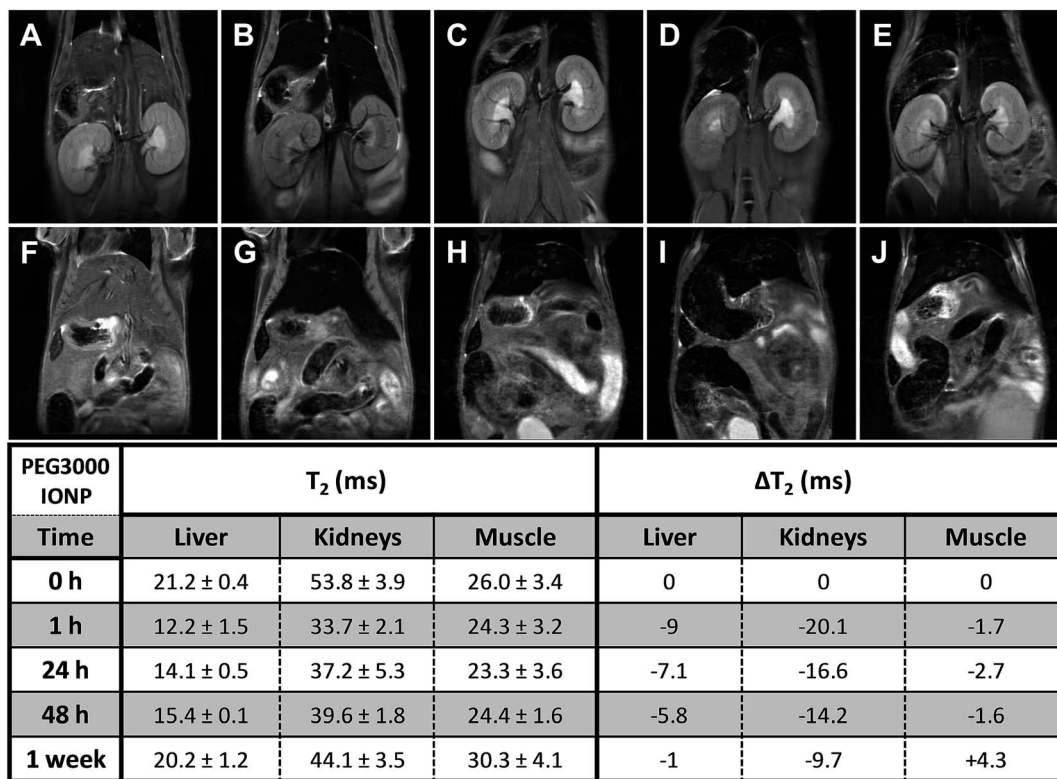 A B C D E
F G H I J
PEG3000 IONP T₂ (ms) ΔT₂ (ms)
Time Liver Kidneys Muscle Liver Kidneys Muscle
0 h 21.2 ± 0.4 53.8 ± 3.9 26.0 ± 3.4 0 0 0
1 h 12.2 ± 1.5 33.7 ± 2.1 24.3 ± 3.2 -9 -20.1 -1.7
24 h 14.1 ± 0.5 37.2 ± 5.3 23.3 ± 3.6 -7.1 -16.6 -2.7
48 h 15.4 ± 0.1 39.6 ± 1.8 24.4 ± 1.6 -5.8 -14.2 -1.6
1 week 20.2 ± 1.2 44.1 ± 3.5 30.3 ± 4.1 -1 -9.7 +4.3